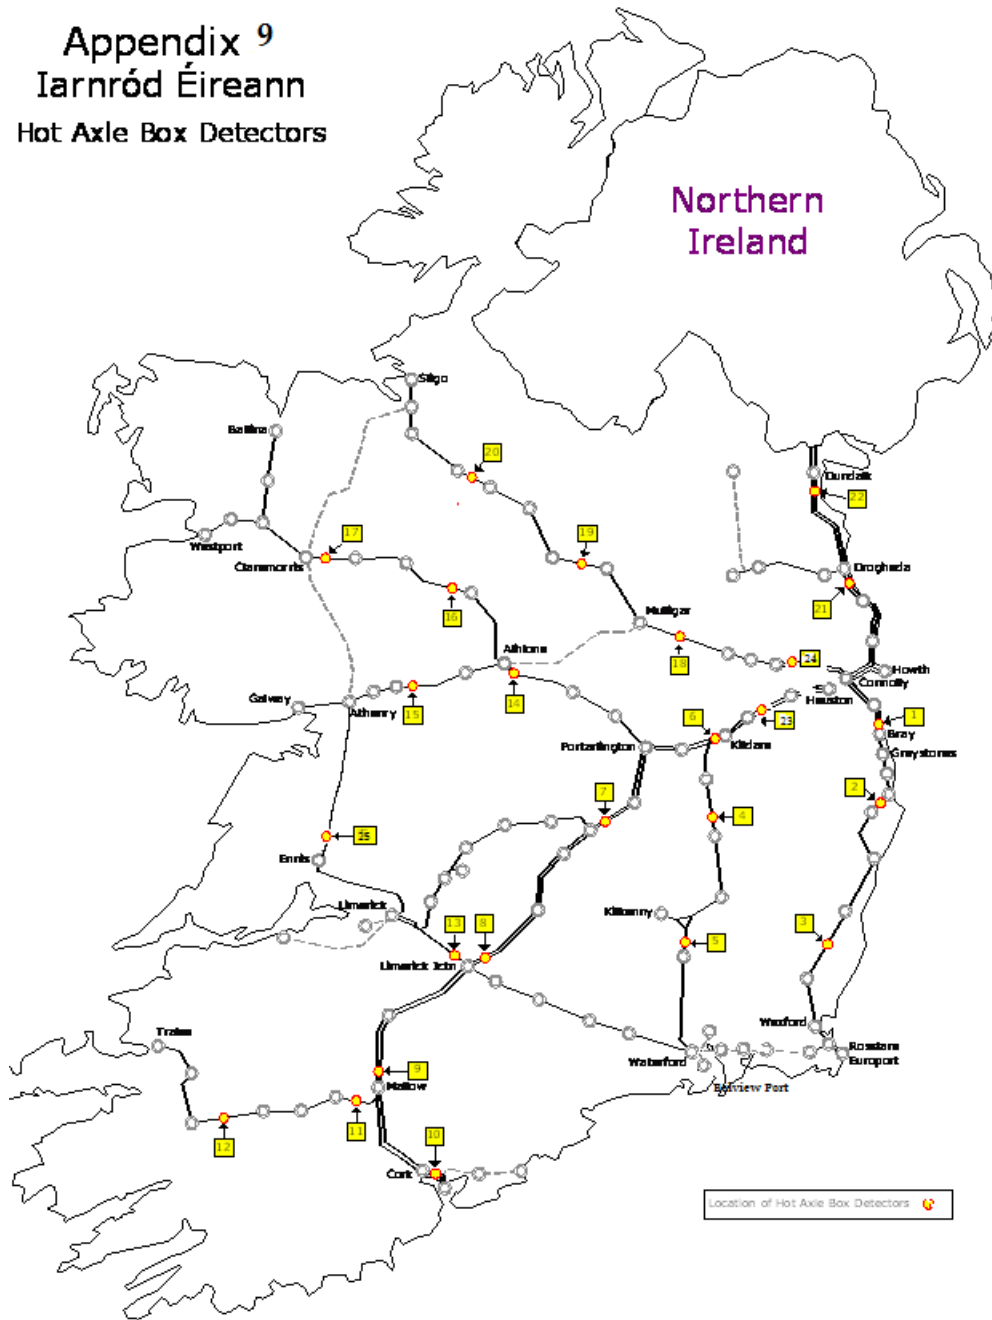 Appendix 9
Iarnród Éireann
Hot Axle Box Detectors
Northern
Ireland
Sligo
Ballina
20
Dundalk
22
17
19
Westport
Claremorris
Drogheda
16
Mullingar
21
Athlone
18
24
Howth
Connolly
Galway
Athenry
15
14
Heuston
6
23
1
Bray
Portarlington
Kildare
Greystones
7
2
4
25
Ennis
Limerick
Kilkenny
13
8
5
3
Limerick Jctn
Tralee
Wexford
Waterford
Rosslare
Europort
9
Mallow
Belview Port
11
12
10
Cork
Location of Hot Axle Box Detectors